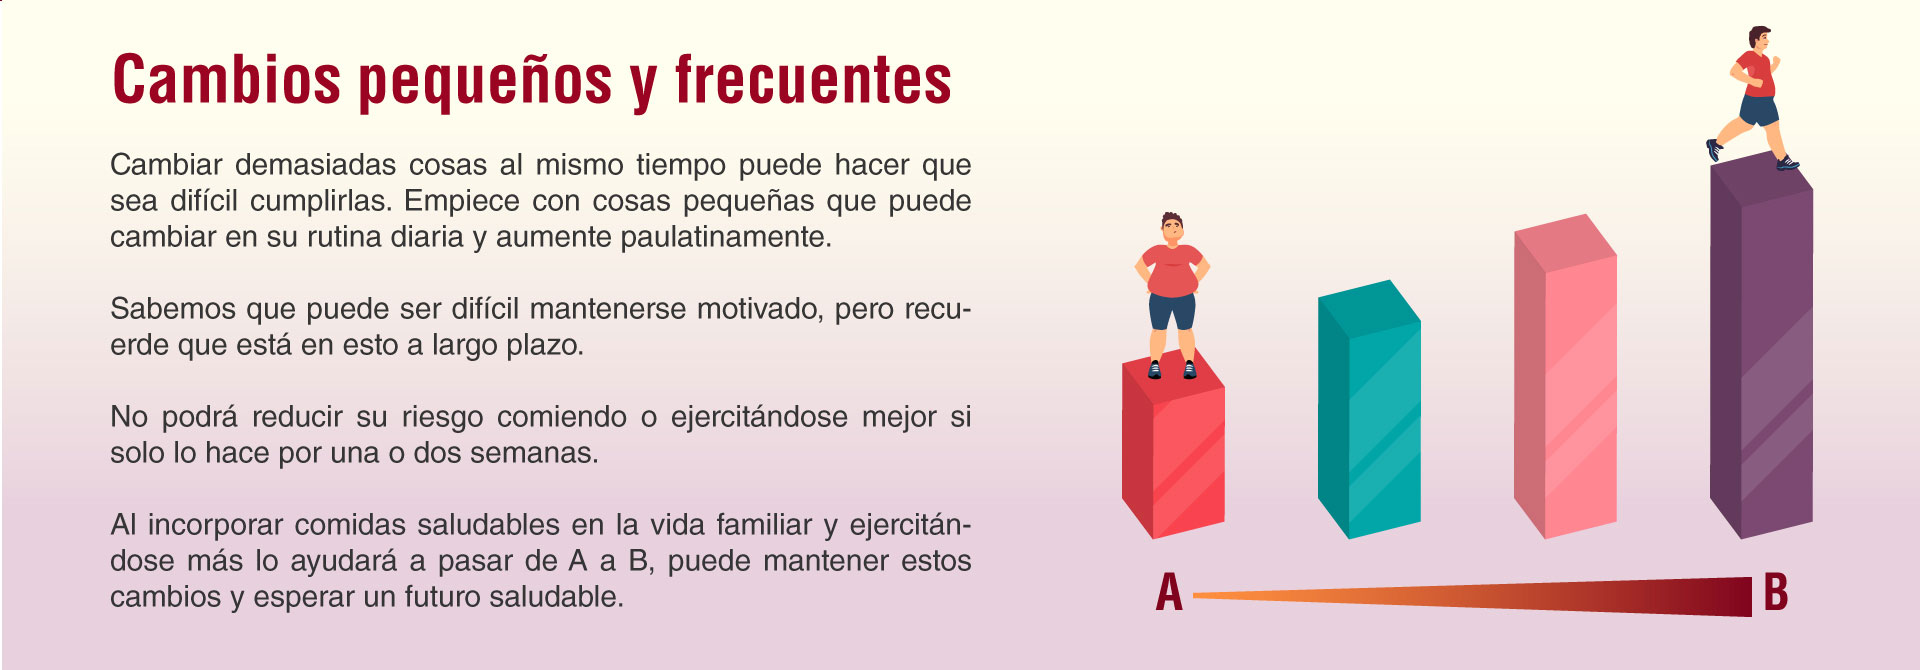 Cambios pequeños y frecuentes
Cambiar demasiadas cosas al mismo tiempo puede hacer que
sea difícil cumplirlas. Empiece con cosas pequeñas que puede
cambiar en su rutina diaria y aumente paulatinamente.
Sabemos que puede ser difícil mantenerse motivado, pero recu-
erde que está en esto a largo plazo.
No podrá reducir su riesgo comiendo o ejercitándose mejor si
solo lo hace por una o dos semanas.
Al incorporar comidas saludables en la vida familiar y ejercitán-
dose más lo ayudará a pasar de A a B, puede mantener estos
cambios y esperar un futuro saludable.
A B